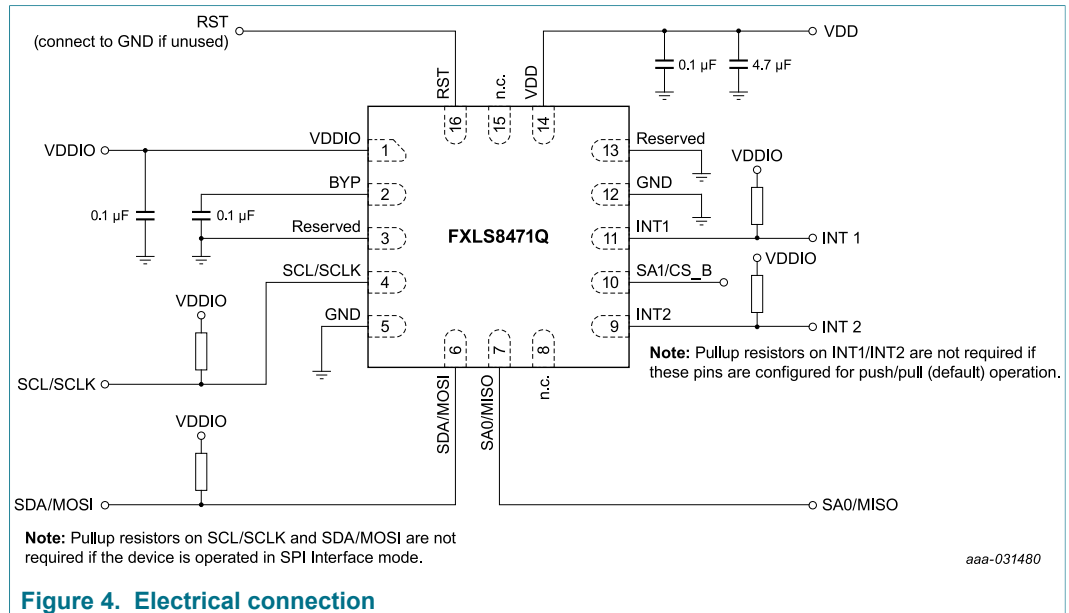 RST
(connect to GND if unused)
VDD
0.1 µF
4.7 µF
RST
n.c.
VDD
16
15
14
VDDIO
VDDIO
1
13
Reserved
VDDIO
BYP
2
12
GND
0.1 µF
0.1 µF
Reserved
3
FXLS8471Q
11
INT1
INT 1
VDDIO
SCL/SCLK
4
10
SA1/CS_B
VDDIO
GND
5
9
INT2
INT 2
6
7
8
Note: Pullup resistors on INT1/INT2 are not required if
these pins are configured for push/pull (default) operation.
SCL/SCLK
SDA/MOSI
SA0/MISO
n.c.
VDDIO
SDA/MOSI
SA0/MISO
Note: Pullup resistors on SCL/SCLK and SDA/MOSI are not
required if the device is operated in SPI Interface mode.
aaa-031480
Figure 4. Electrical connection